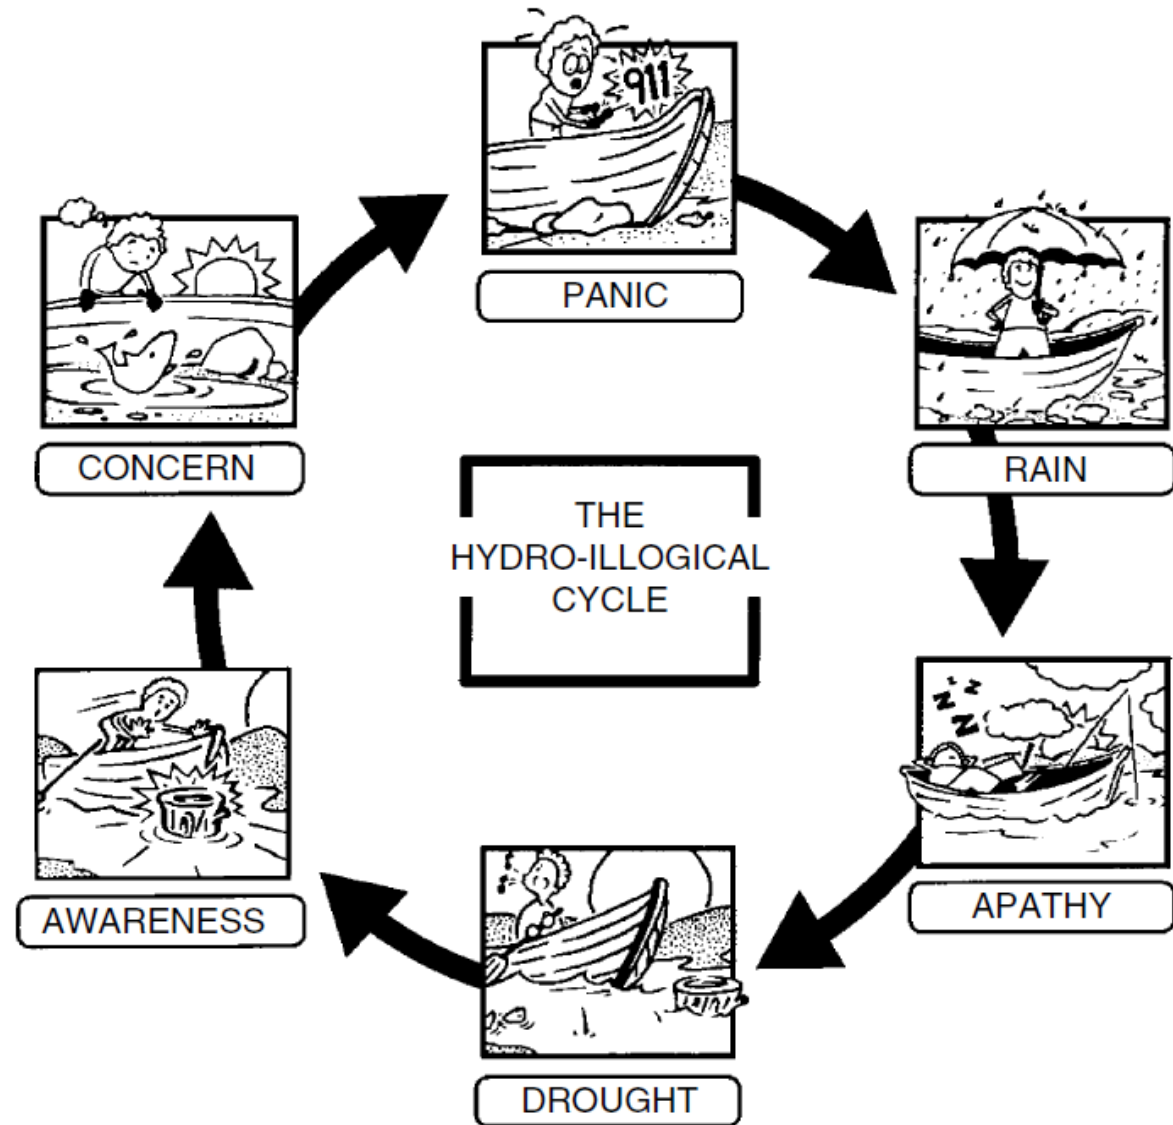 911
PANIC
CONCERN
RAIN
THE
HYDRO-ILLOGICAL
CYCLE
z z
z
z
AWARENESS
APATHY
DROUGHT